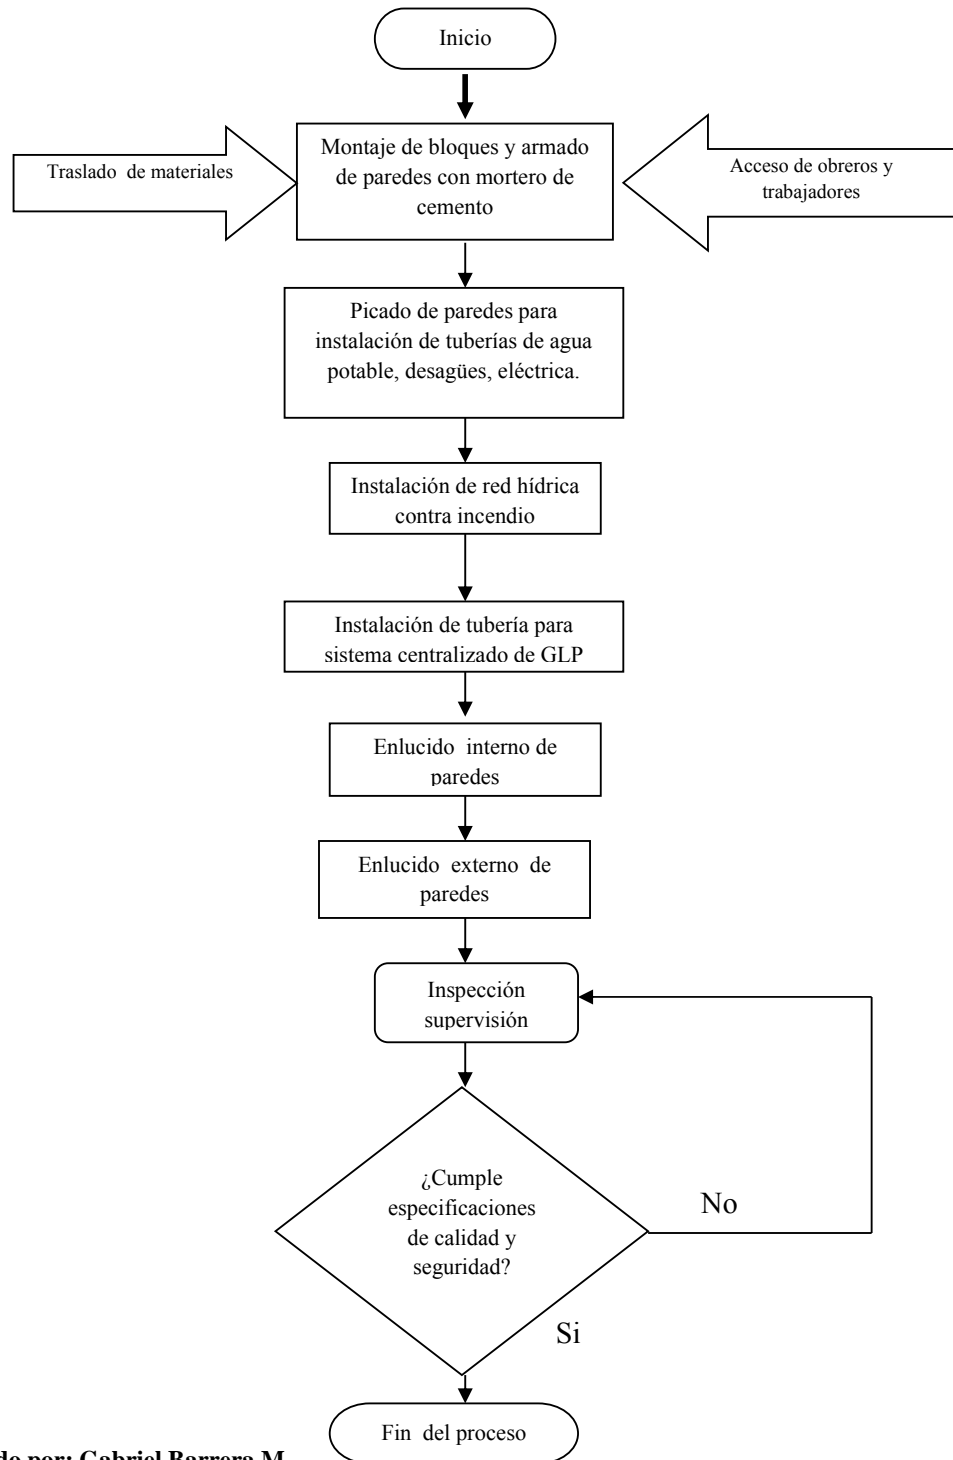 Inicio
Montaje de bloques y armado
de paredes con mortero de
cemento
Traslado de materiales
Acceso de obreros y
trabajadores
Picado de paredes para
instalación de tuberías de agua
potable, desagües, eléctrica.
Instalación de red hídrica
contra incendio
Instalación de tubería para
sistema centralizado de GLP
Enlucido interno de
paredes
Enlucido externo de
paredes
Inspección
supervisión
¿Cumple
especificaciones
de calidad y
seguridad?
No
Si
Fin del proceso
por: Gabriel Barrera M